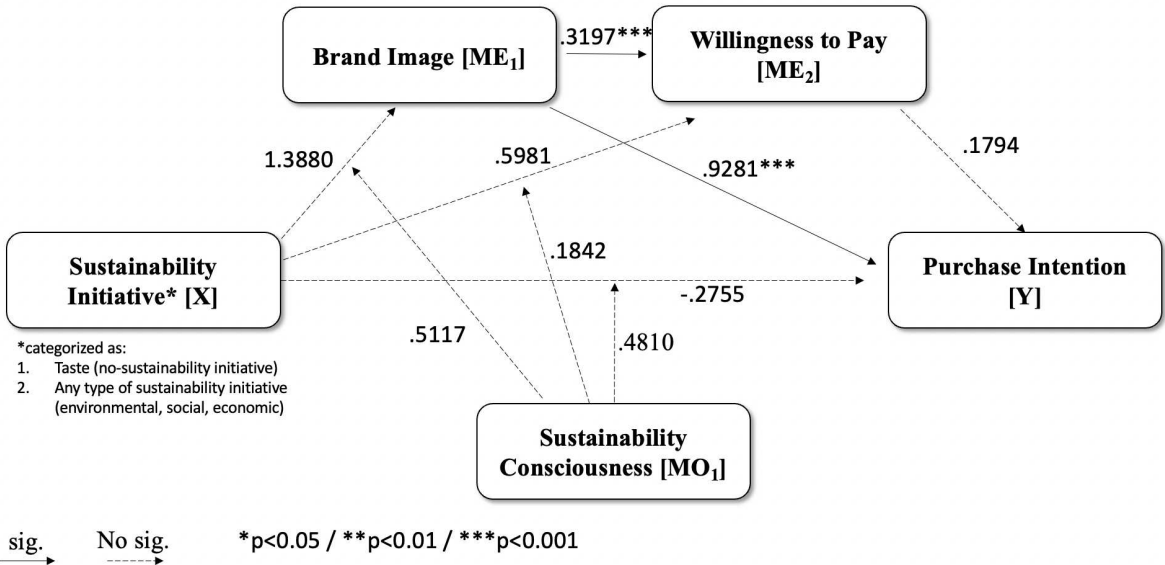 Brand Image [ME₁]
.3197***
Willingness to Pay
[ME₂]
1.3880
.5981
.9281***
.1794
Sustainability
Initiative* [X]
.1842
-.2755
Purchase Intention
[Y]
*categorized as:
1. Taste (no-sustainability initiative)
2. Any type of sustainability initiative
(environmental, social, economic)
.5117
.4810
Sustainability
Consciousness [MO₁]
sig.
No sig.
*p<0.05 / **p<0.01 / ***p<0.001